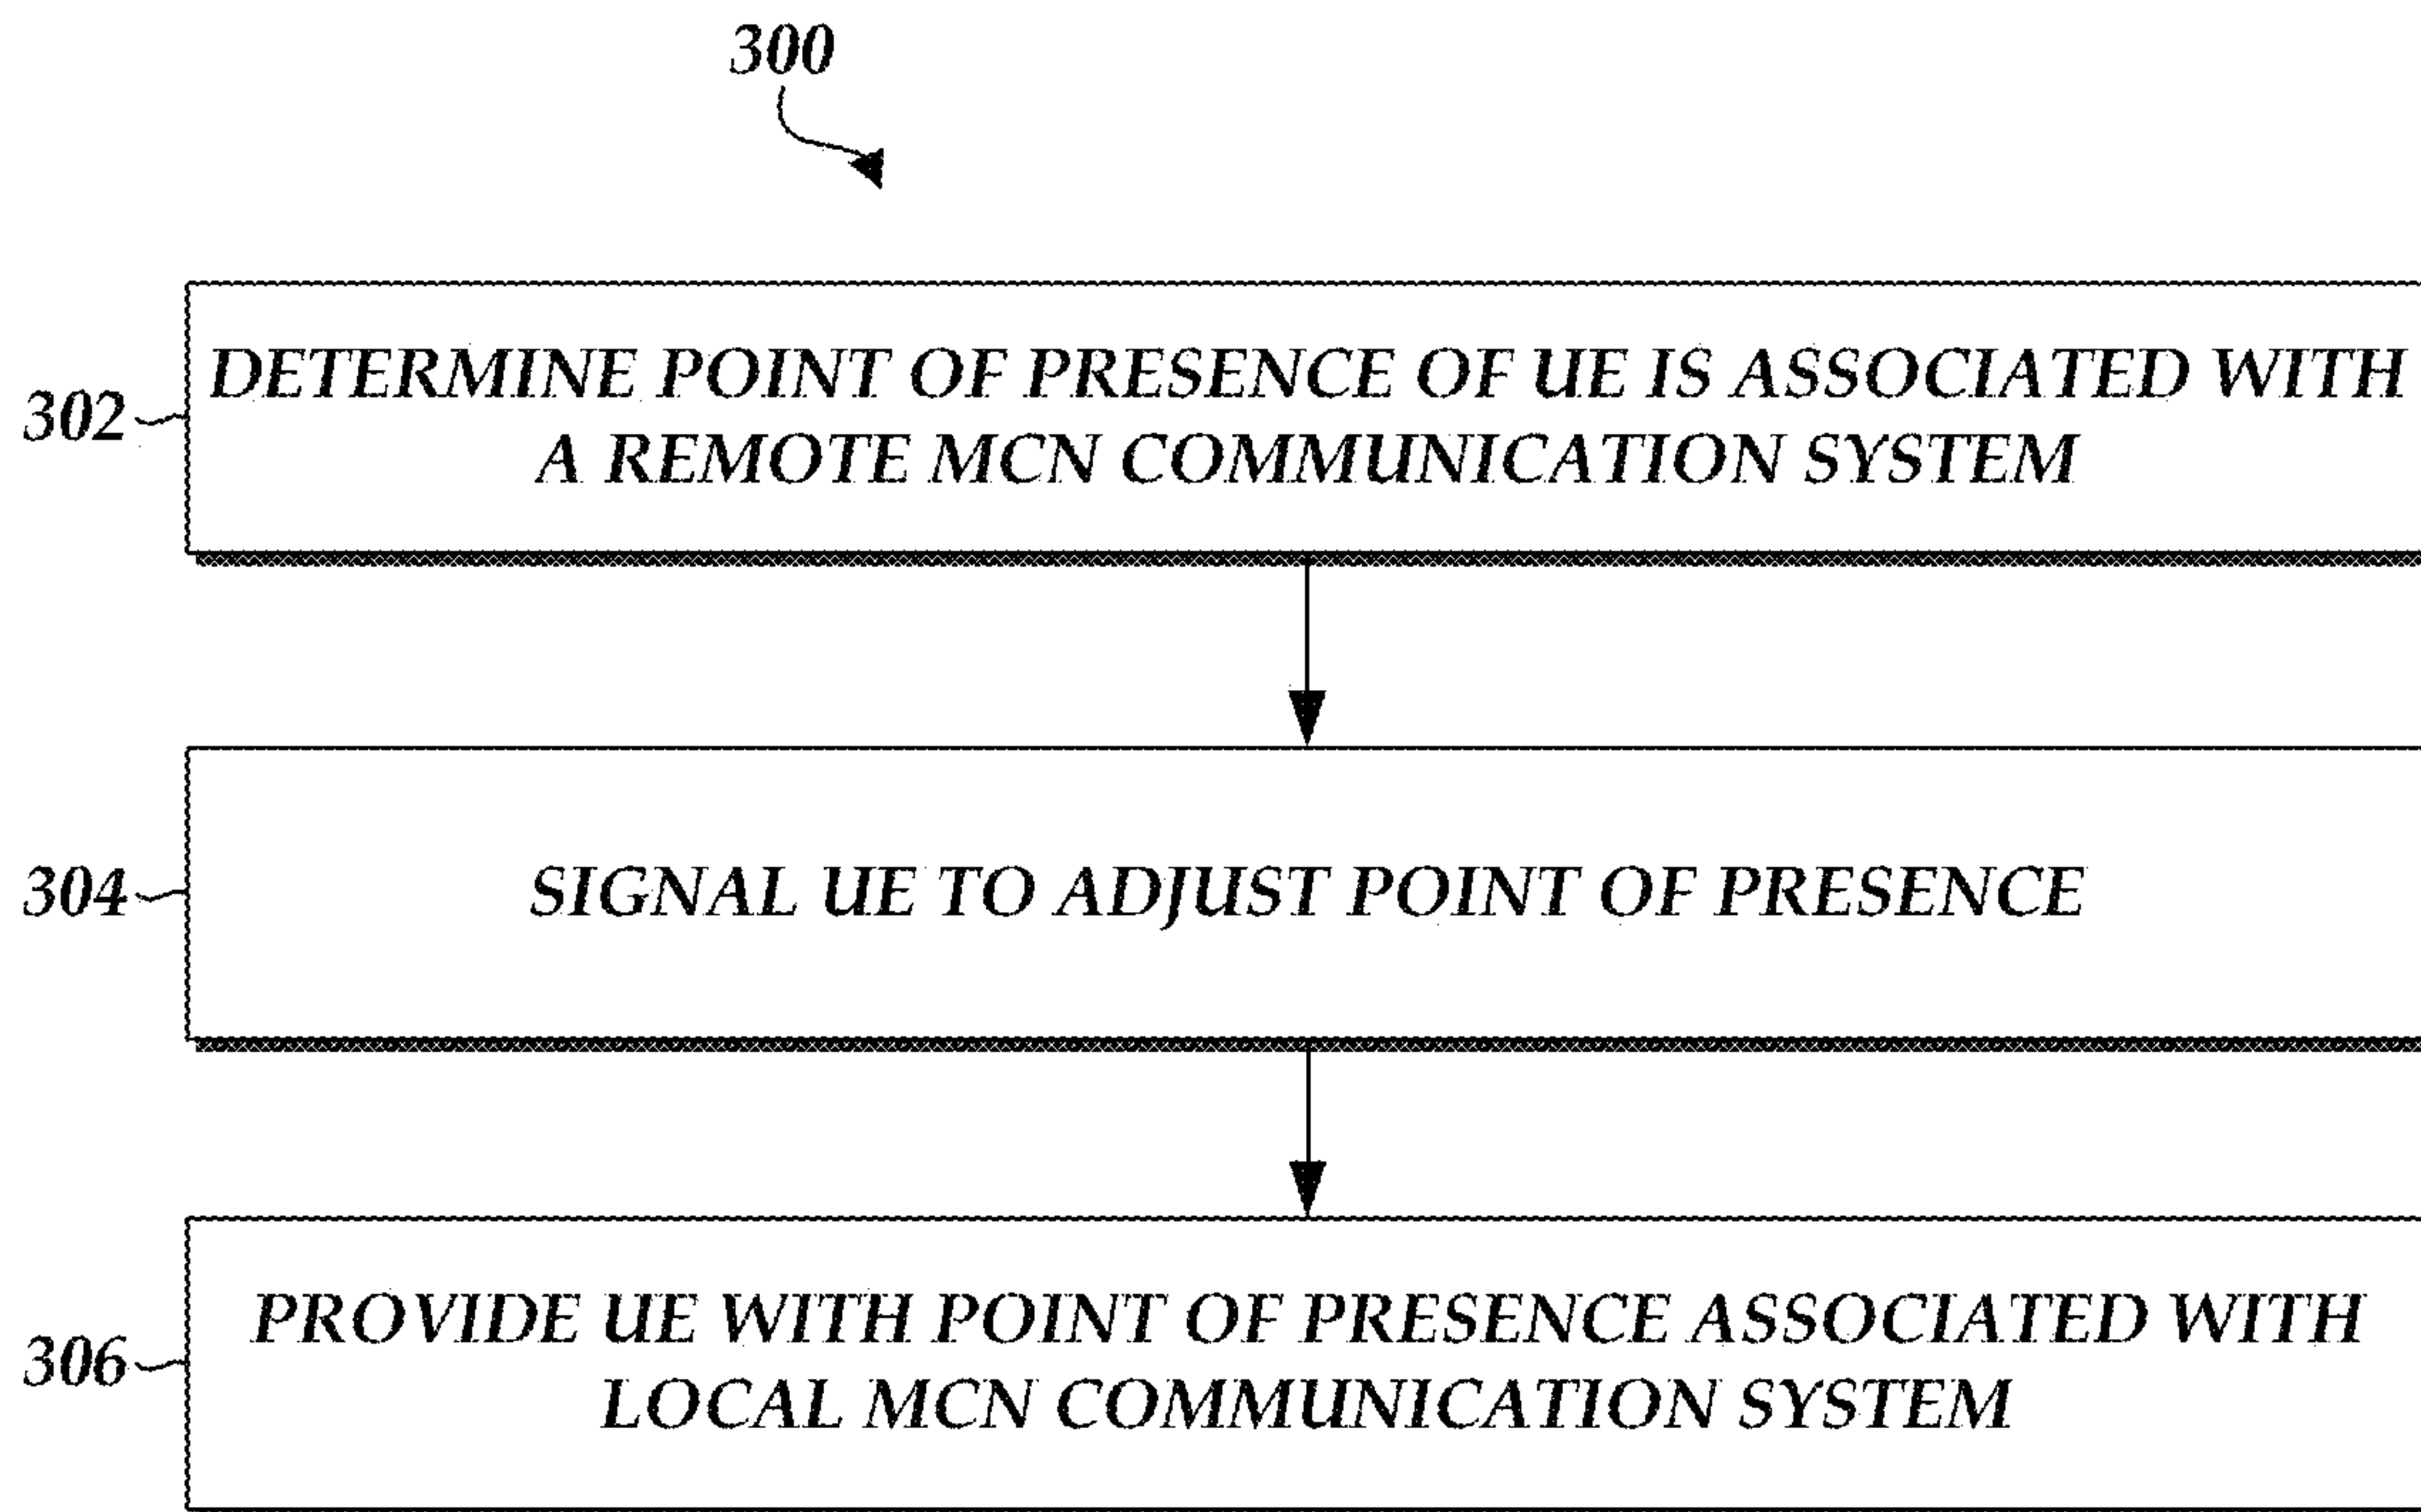 300
302
DETERMINE POINT OF PRESENCE OF UE IS ASSOCIATED WITH
A REMOTE MCN COMMUNICATION SYSTEM
304
SIGNAL UE TO ADJUST POINT OF PRESENCE
306
PROVIDE UE WITH POINT OF PRESENCE ASSOCIATED WITH
LOCAL MCN COMMUNICATION SYSTEM